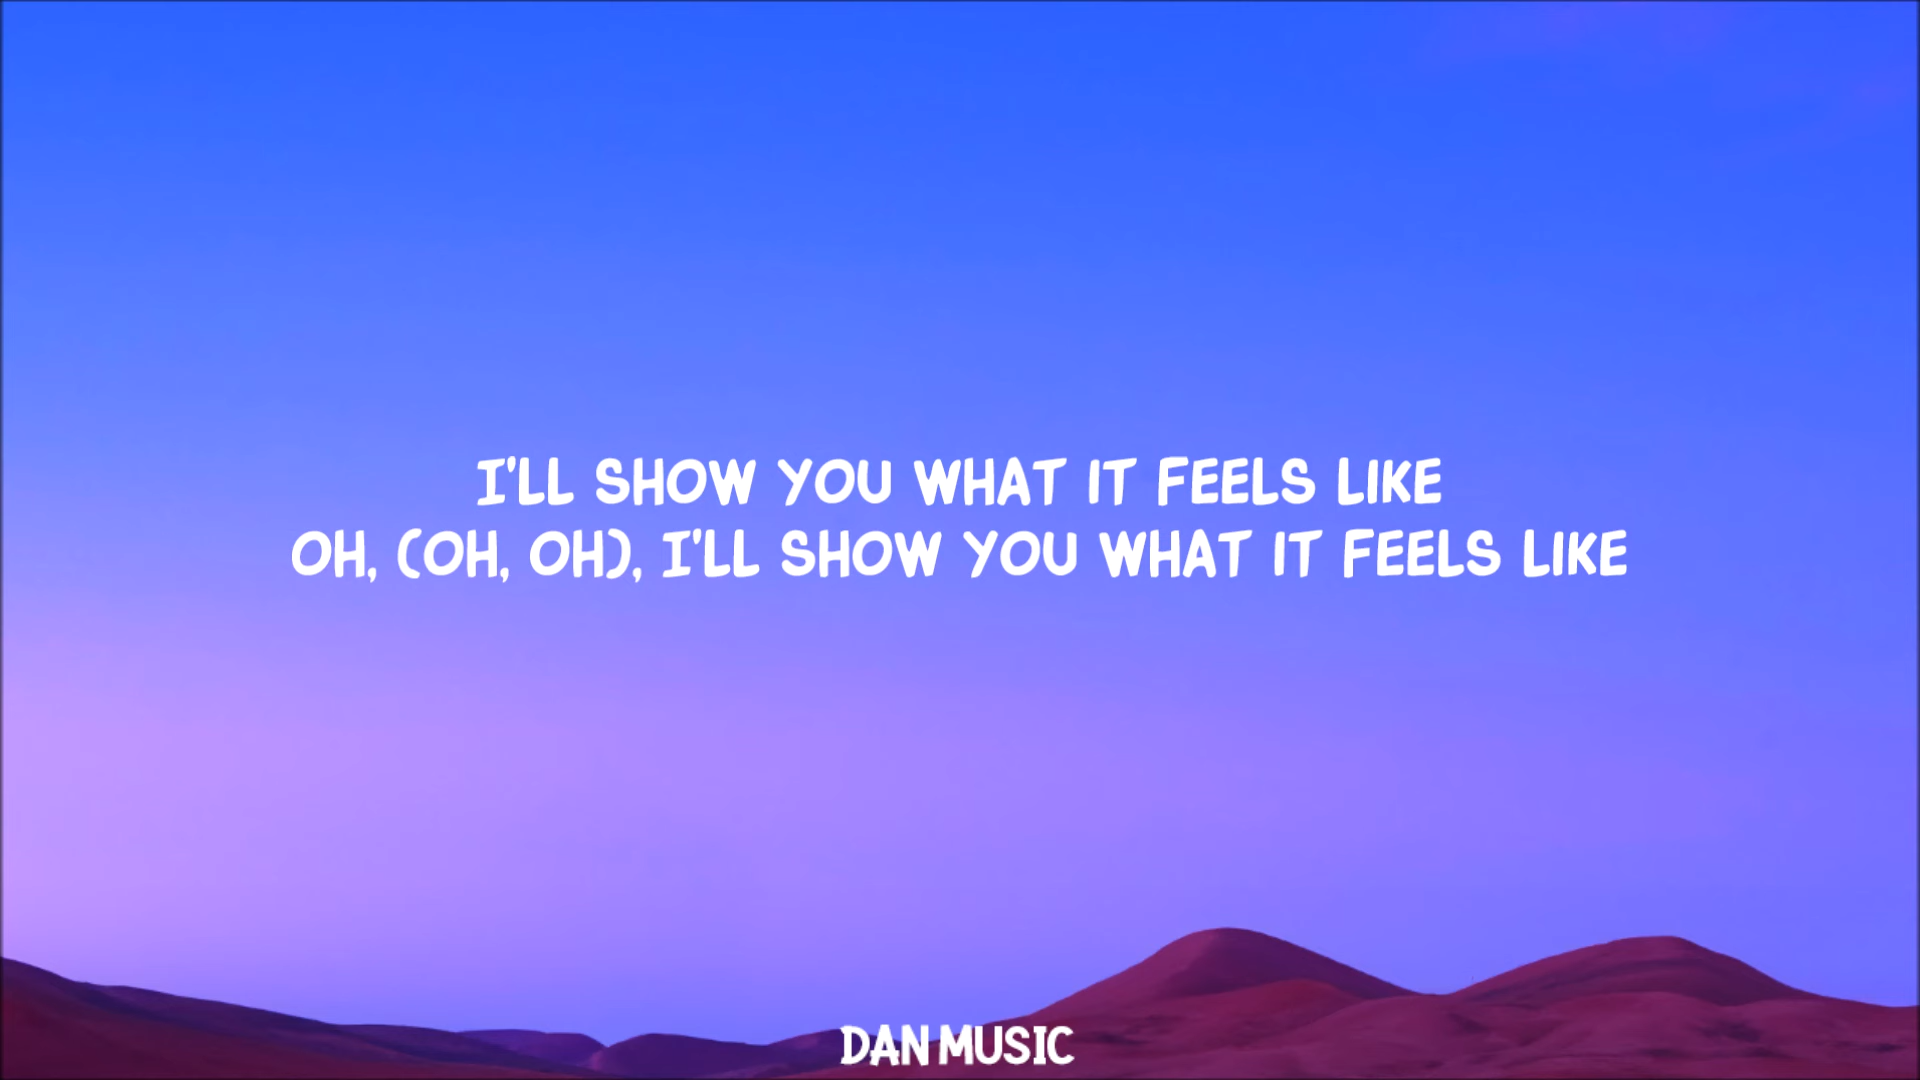 I'LL SHOW YOU WHAT IT FEELS LIKE
OH, (OH, OH), I'LL SHOW YOU WHAT IT FEELS LIKE
DAN MUSIC